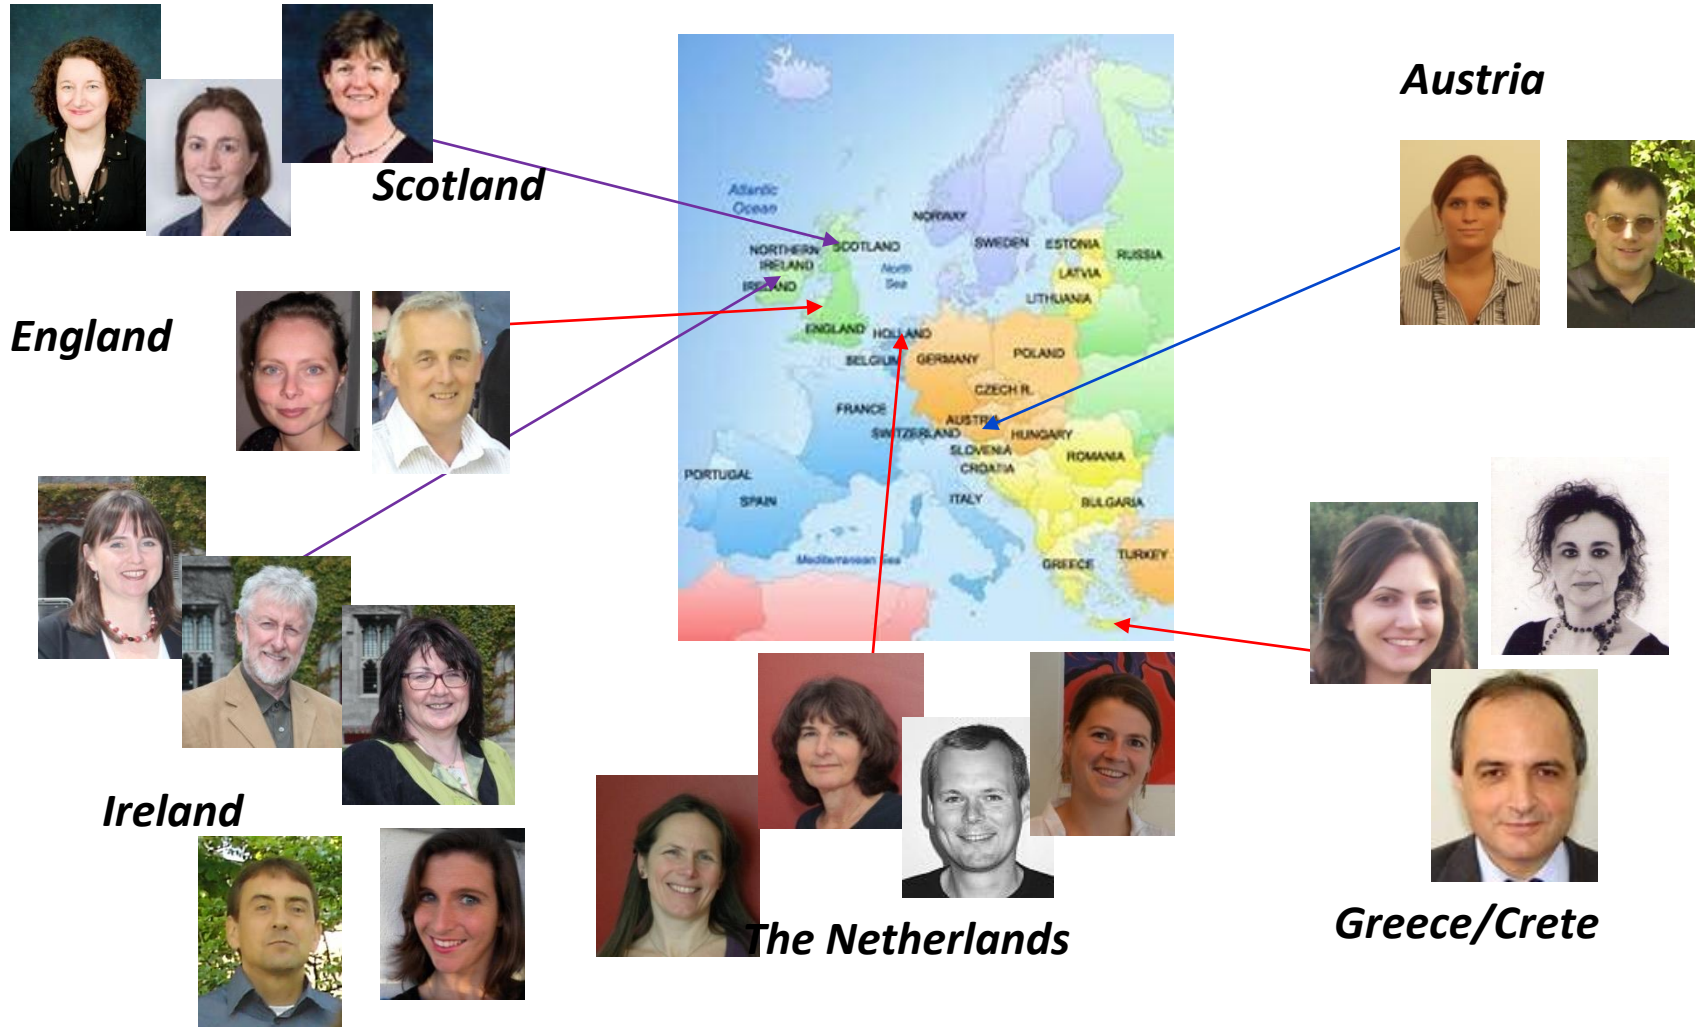 Austria
Scotland
England
Ireland
The Netherlands
Greece/Crete
Atlantic
Ocean
NORWAY
SWEDEN
ESTONIA
RUSSIA
NORTHERN
IRELAND
SCOTLAND
North
Sea
LATVIA
IRELAND
LITHUANIA
ENGLAND
HOLLAND
BELGIUM
GERMANY
POLAND
CZECH R.
FRANCE
AUSTRIA
SWITZERLAND
HUNGARY
SLOVENIA
ROMANIA
CROATIA
PORTUGAL
SPAIN
ITALY
BULGARIA
Mediterranean Sea
GREECE
TURKEY